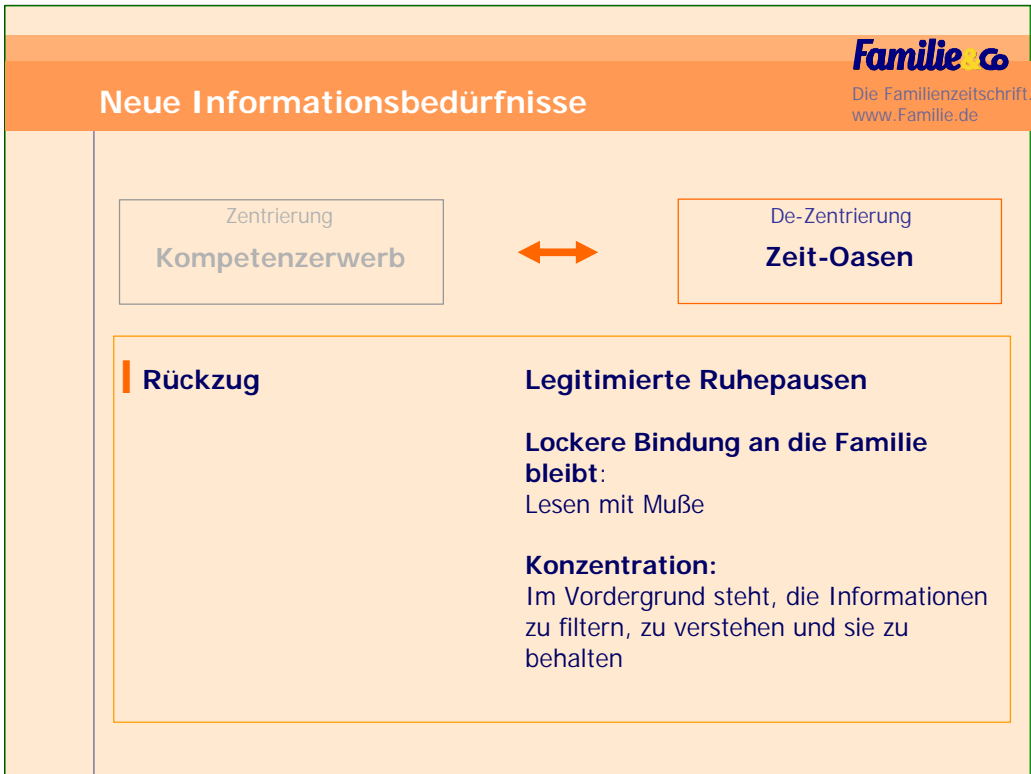 Familie&Co
Die Familienzeitschrift.
www.Familie.de
Neue Informationsbedürfnisse
Zentrierung
Kompetenzerwerb
De-Zentrierung
Zeit-Oasen
Rückzug
Legitimierte Ruhepausen
Lockere Bindung an die Familie
bleibt:
Lesen mit Muße
Konzentration:
Im Vordergrund steht, die Informationen
zu filtern, zu verstehen und sie zu
behalten